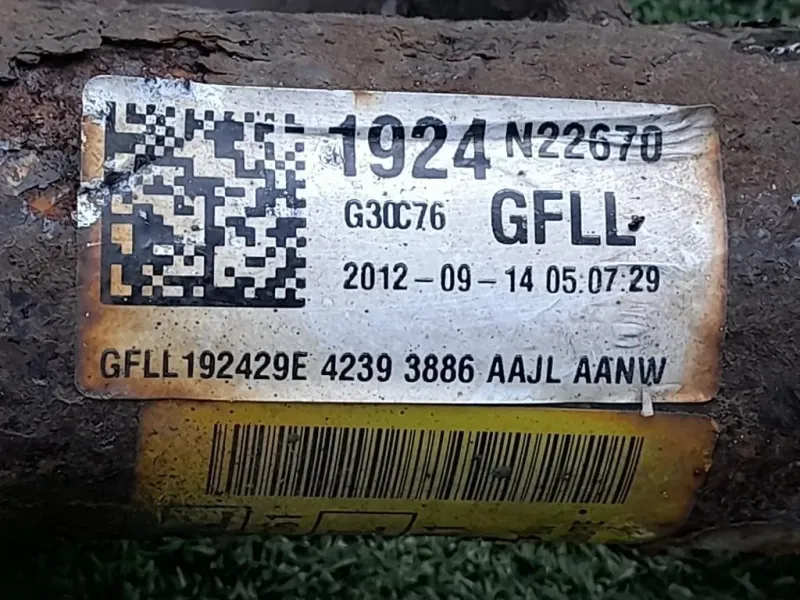 1924 N22670
G30C76 GFLL
2012-09-14 05:07:29
GFLL192429E 4239 3886 AAJL AANW